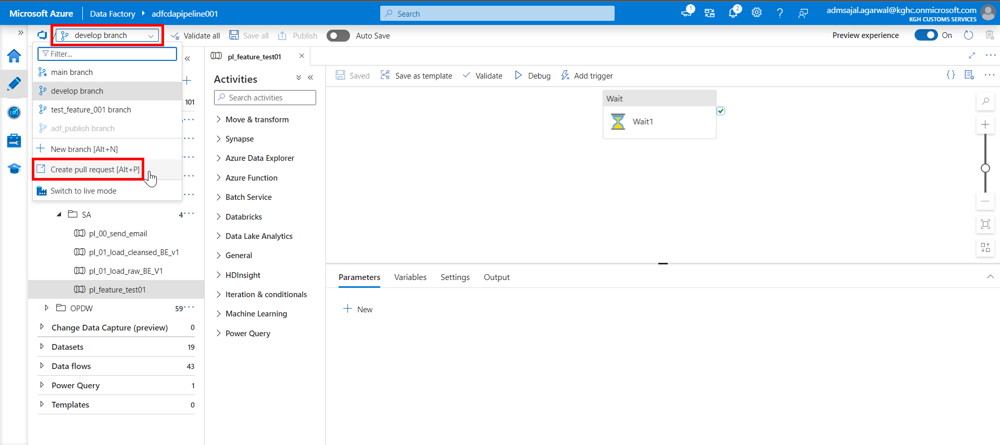 Microsoft Azure
Data Factory
adfcdapipeline001
Search
1
2
admsajal.agarwal@kghc.onmicrosoft.com
KGH CUSTOMS SERVICES
develop branch
Validate all
Save all
Publish
Auto Save
Preview experience
On
Filter...
main branch
develop branch
test_feature_001 branch
adf_publish branch
New branch [Alt+N]
Create pull request [Alt+P]
Switch to live mode
101
SA
4
pl_00_send_email
pl_01_load_cleansed_BE_v1
pl_01_load_raw_BE_V1
pl_feature_test01
OPDW
59
Change Data Capture (preview)
0
Datasets
19
Data flows
43
Power Query
1
Templates
0
pl_feature_test01
Activities
Search activities
Move & transform
Synapse
Azure Data Explorer
Azure Function
Batch Service
Databricks
Data Lake Analytics
General
HDInsight
Iteration & conditionals
Machine Learning
Power Query
Saved
Save as template
Validate
Debug
Add trigger
Wait
Wait1
Parameters
Variables
Settings
Output
New